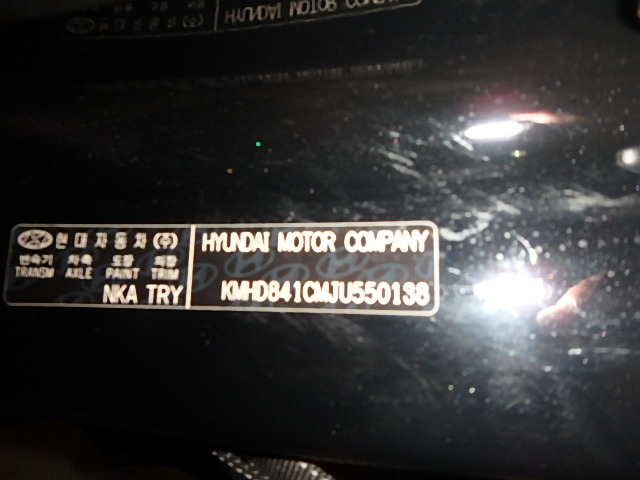 현대자동차(주)
변속기 차축 도장 의장
TRANSM AXLE PAINT TRIM
NKA TRY
HYUNDAI MOTOR COMPANY
KMHD841CMJU550138